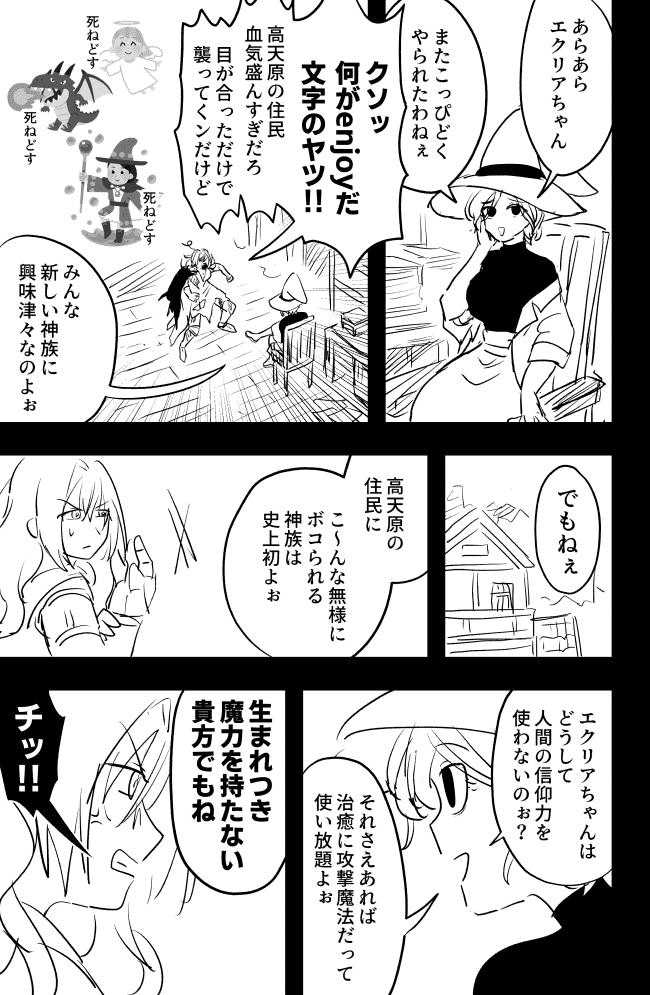 あらあら
エクリアちゃん
またこっぴどく
やられたわねぇ
クソッ
何がenjoyだ
文字のヤツ!!
高天原の住民
血気盛んすぎだろ
目が合っただけで
襲ってくンだけど
死ねどす
死ねどす
死ねどす
みんな
新しい神族に
興味津々なのよぉ
でもねぇ
高天原の
住民に
こ〜んな無様に
ボコられる
神族は
史上初よぉ
エクリアちゃんは
どうして
人間の信仰力を
使わないのぉ?
それさえあれば
治癒に攻撃魔法だって
使い放題よぉ
生まれつき
魔力を持たない
貴方でもね
チッ!!